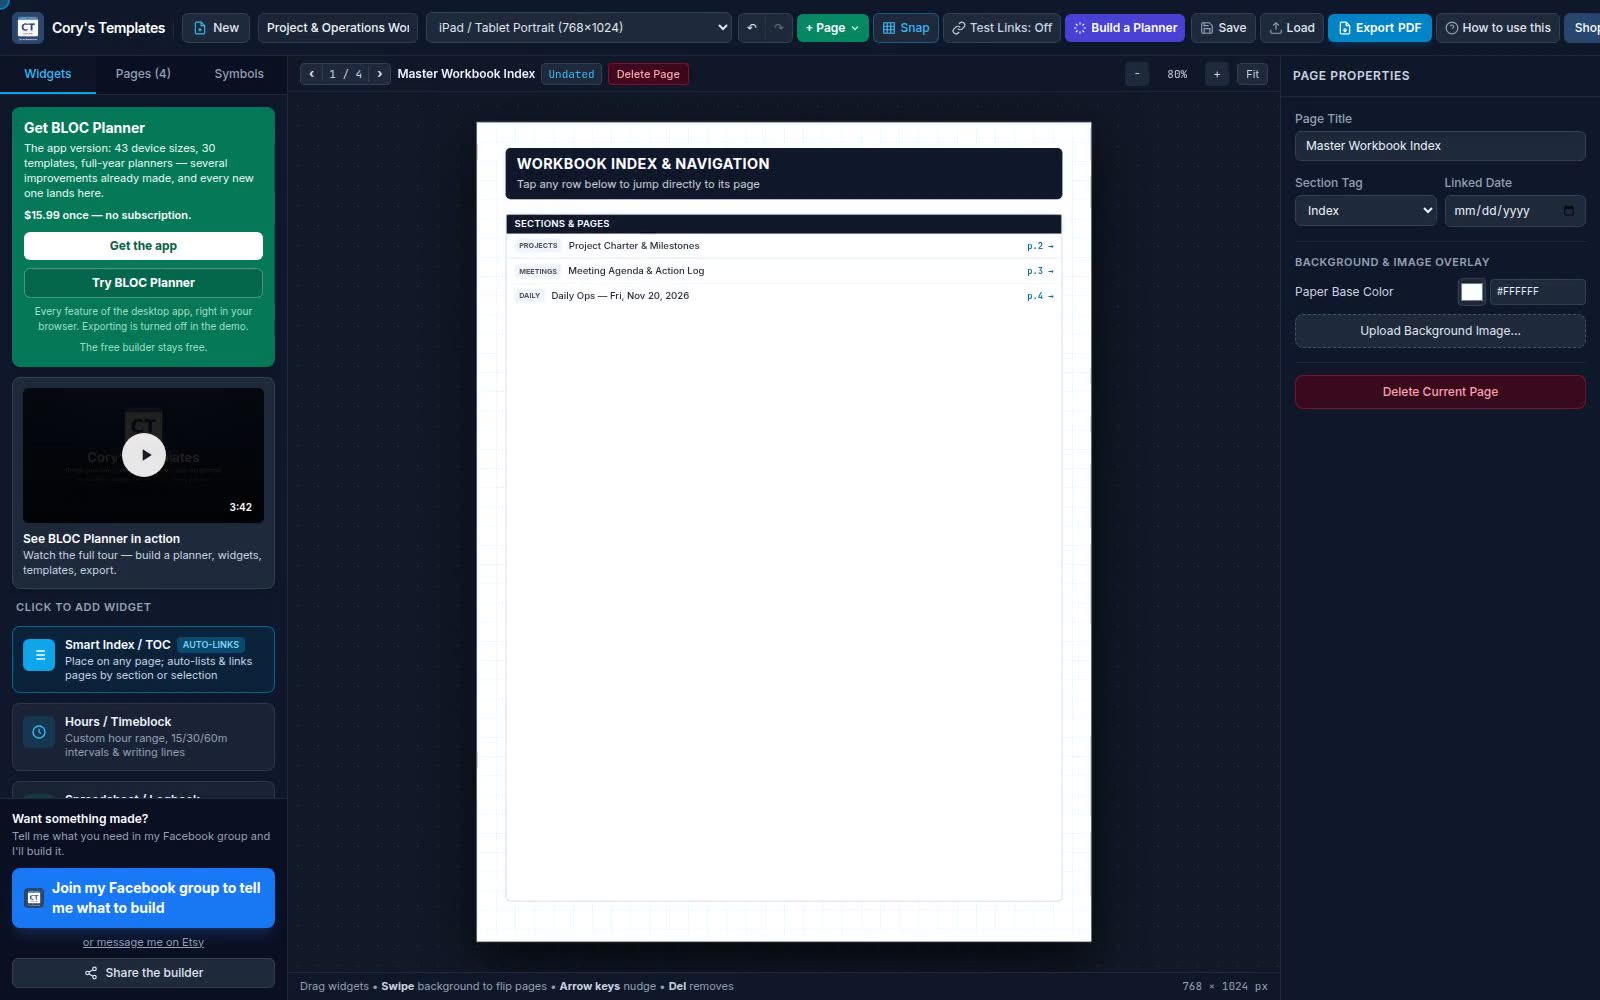 CT
Cory's Templates
New
Project & Operations Wor
iPad / Tablet Portrait (768×1024)
+ Page
Snap
Test Links: Off
Build a Planner
Save
Load
Export PDF
How to use this
Shop
Widgets
Pages (4)
Symbols
1 / 4
Master Workbook Index
Undated
Delete Page
-
80%
+
Fit
PAGE PROPERTIES
Get BLOC Planner
The app version: 43 device sizes, 30
templates, full-year planners — several
improvements already made, and every new
one lands here.
$15.99 once — no subscription.
Get the app
Try BLOC Planner
Every feature of the desktop app, right in your
browser. Exporting is turned off in the demo.
The free builder stays free.
CT
3:42
See BLOC Planner in action
Watch the full tour — build a planner, widgets,
templates, export.
CLICK TO ADD WIDGET
Smart Index / TOC AUTO-LINKS
Place on any page; auto-lists & links
pages by section or selection
Hours / Timeblock
Custom hour range, 15/30/60m
intervals & writing lines
Spreadsheet / Logbook
Want something made?
Tell me what you need in my Facebook group and
I'll build it.
CT
Join my Facebook group to tell
me what to build
or message me on Etsy
Share the builder
WORKBOOK INDEX & NAVIGATION
Tap any row below to jump directly to its page
SECTIONS & PAGES
PROJECTS Project Charter & Milestones p.2 →
MEETINGS Meeting Agenda & Action Log p.3 →
DAILY Daily Ops — Fri, Nov 20, 2026 p.4 →
Drag widgets • Swipe background to flip pages • Arrow keys nudge • Del removes
768 × 1024 px
Page Title
Master Workbook Index
Section Tag
Linked Date
Index
mm/dd/yyyy
BACKGROUND & IMAGE OVERLAY
Paper Base Color
#FFFFFF
Upload Background Image...
Delete Current Page